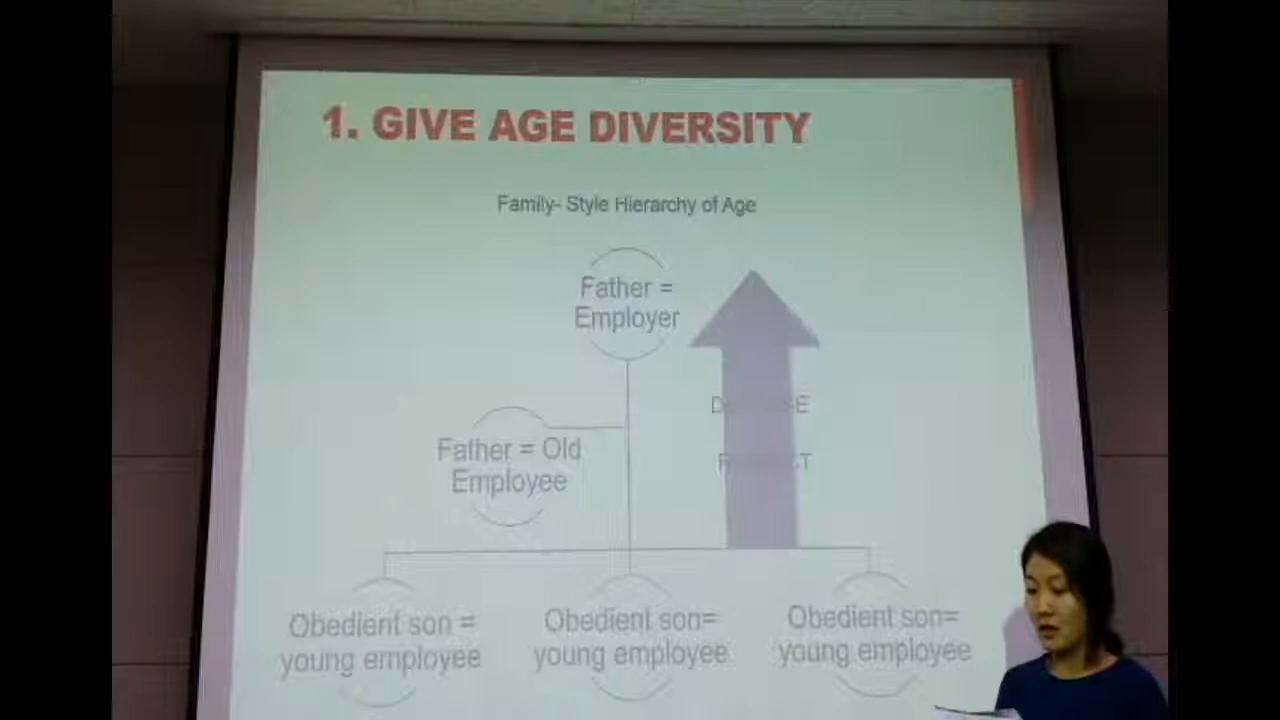 1. GIVE AGE DIVERSITY
Family- Style Hierarchy of Age
Father =
Employer
Father = Old
Employee
Obedient son =
young employee
Obedient son=
young employee
Obedient son=
young employee